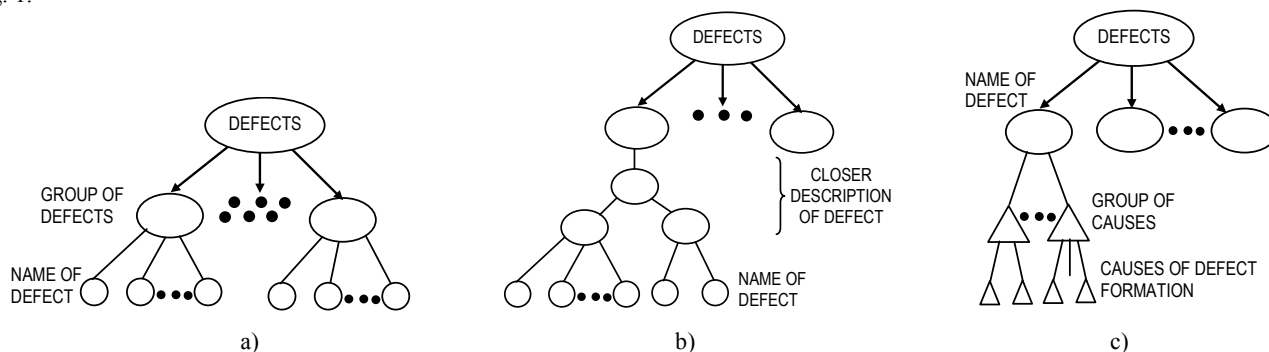 DEFECTS
GROUP OF
DEFECTS
NAME OF
DEFECT
a)
DEFECTS
CLOSER
DESCRIPTION
OF DEFECT
NAME OF
DEFECT
b)
DEFECTS
NAME OF
DEFECT
GROUP OF
CAUSES
CAUSES OF DEFECT
FORMATION
c)